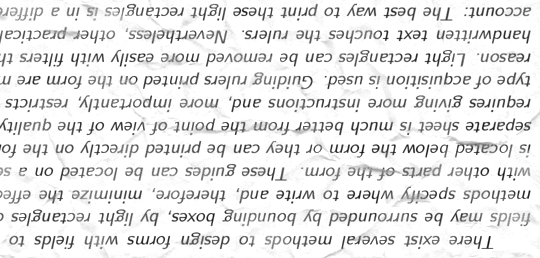 There exist several methods to design forms with fields to
fields may be surrounded by bounding boxes, by light rectangles
methods specify where to write and, therefore, minimize the effec
with other parts of the form. These guides can be located on a se
is located below the form or they can be printed directly on the fo
separate sheet is much better from the point of view of the quality
requires giving more instructions and, more importantly, restricts
type of acquisition is used. Guiding rulers printed on the form are m
reason. Light rectangles can be removed more easily with filters th
handwritten text touches the rulers. Nevertheless, other practical
account: The best way to print these light rectangles is in a differe